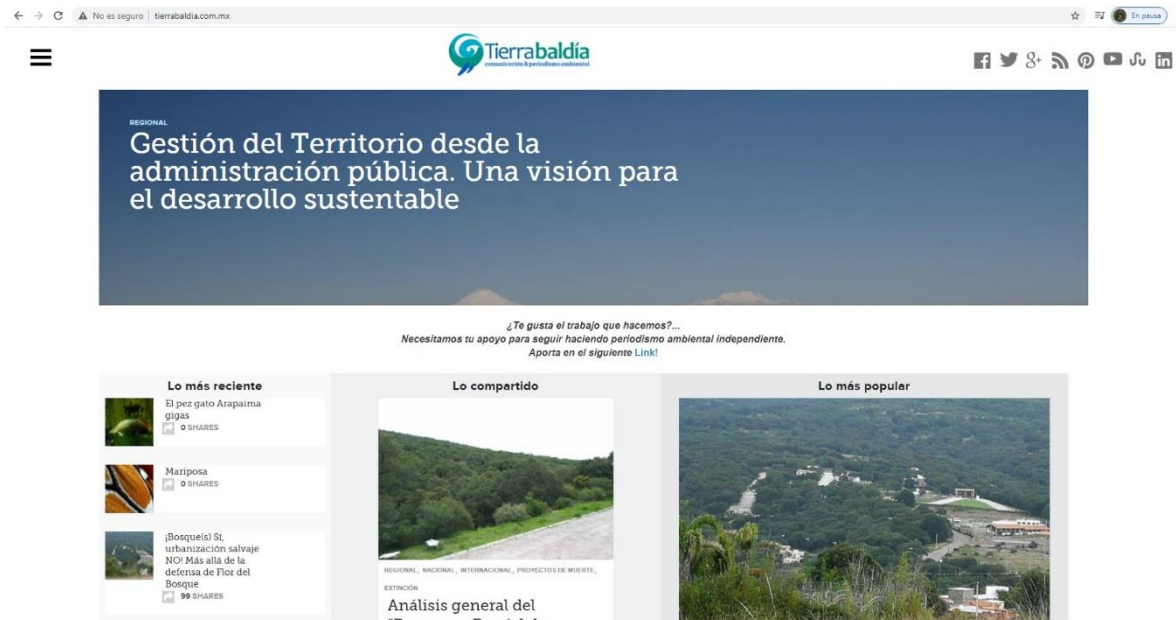 No es seguro | tierrabaldia.com.mx
En pausa
Tierrabaldía
comunicación & periodismo ambiental
REGIONAL
Gestión del Territorio desde la
administración pública. Una visión para
el desarrollo sustentable
¿Te gusta el trabajo que hacemos?...
Necesitamos tu apoyo para seguir haciendo periodismo ambiental independiente.
Aporta en el siguiente Link!
Lo más reciente
El pez gato Arapaima
gigas
0 SHARES
Mariposa
0 SHARES
¡Bosque(s) SI,
urbanización salvaje
NO! Más allá de la
defensa de Flor del
Bosque
99 SHARES
Lo compartido
REGIONAL, NACIONAL, INTERNACIONAL, PROYECTOS DE MUERTE,
EXTINCIÓN
Análisis general del
Lo más popular